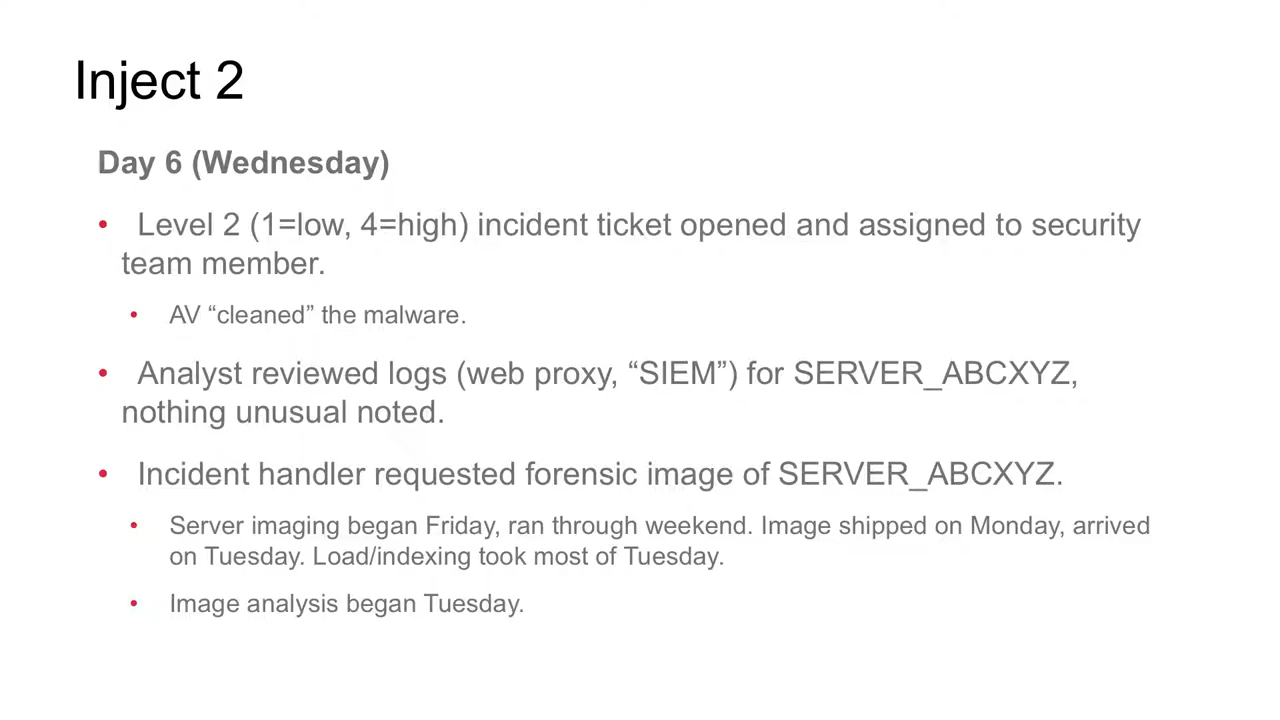 Inject 2
Day 6 (Wednesday)
• Level 2 (1=low, 4=high) incident ticket opened and assigned to security
team member.
• AV “cleaned” the malware.
• Analyst reviewed logs (web proxy, “SIEM”) for SERVER_ABCXYZ,
nothing unusual noted.
• Incident handler requested forensic image of SERVER_ABCXYZ.
• Server imaging began Friday, ran through weekend. Image shipped on Monday, arrived
on Tuesday. Load/indexing took most of Tuesday.
• Image analysis began Tuesday.